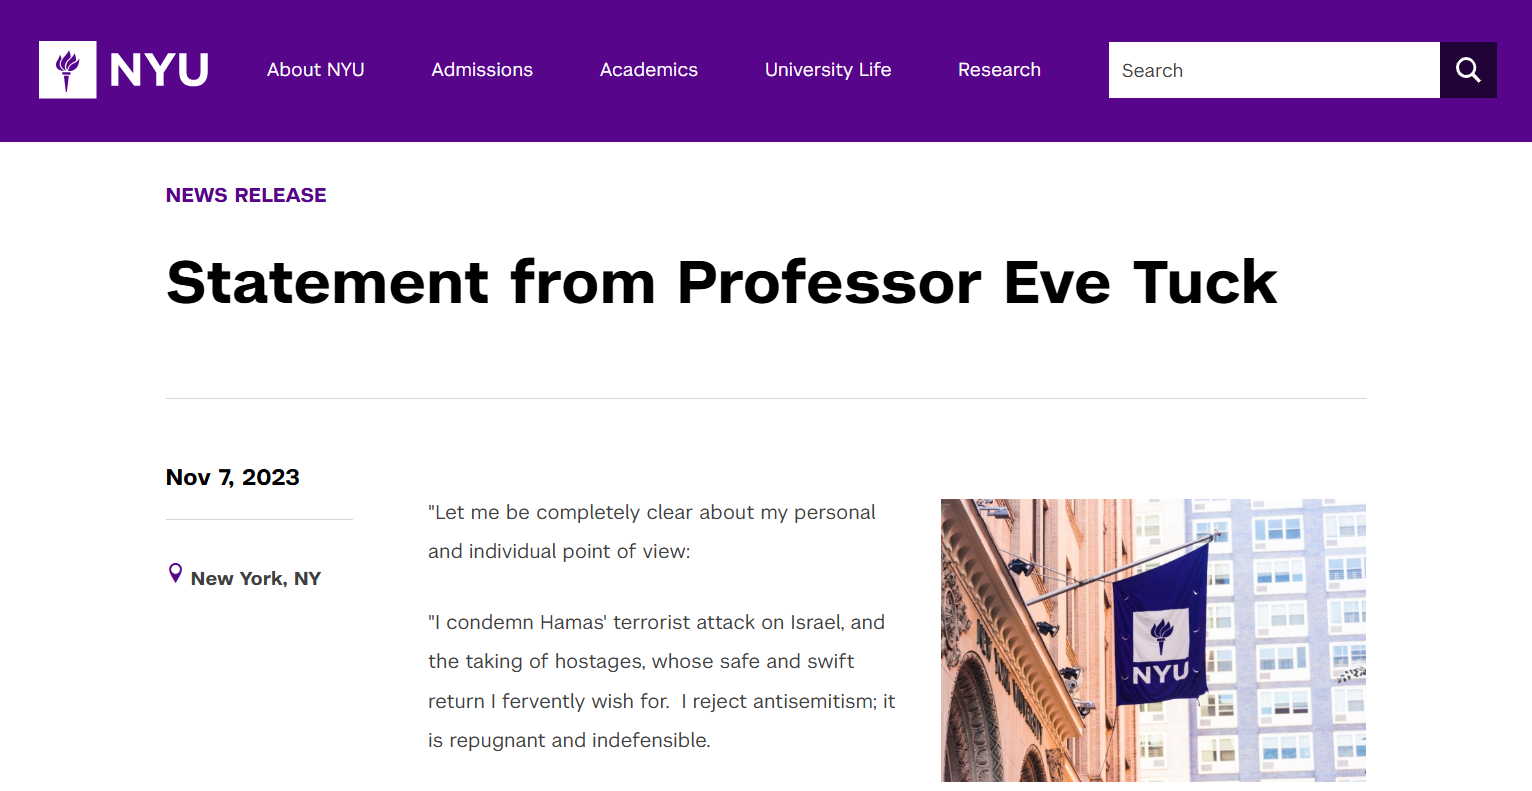 NYU
About NYU
Admissions
Academics
University Life
Research
Search
NEWS RELEASE
Statement from Professor Eve Tuck
Nov 7, 2023
New York, NY
"Let me be completely clear about my personal
and individual point of view:
"I condemn Hamas' terrorist attack on Israel, and
the taking of hostages, whose safe and swift
return I fervently wish for.  I reject antisemitism; it
is repugnant and indefensible.
NYU